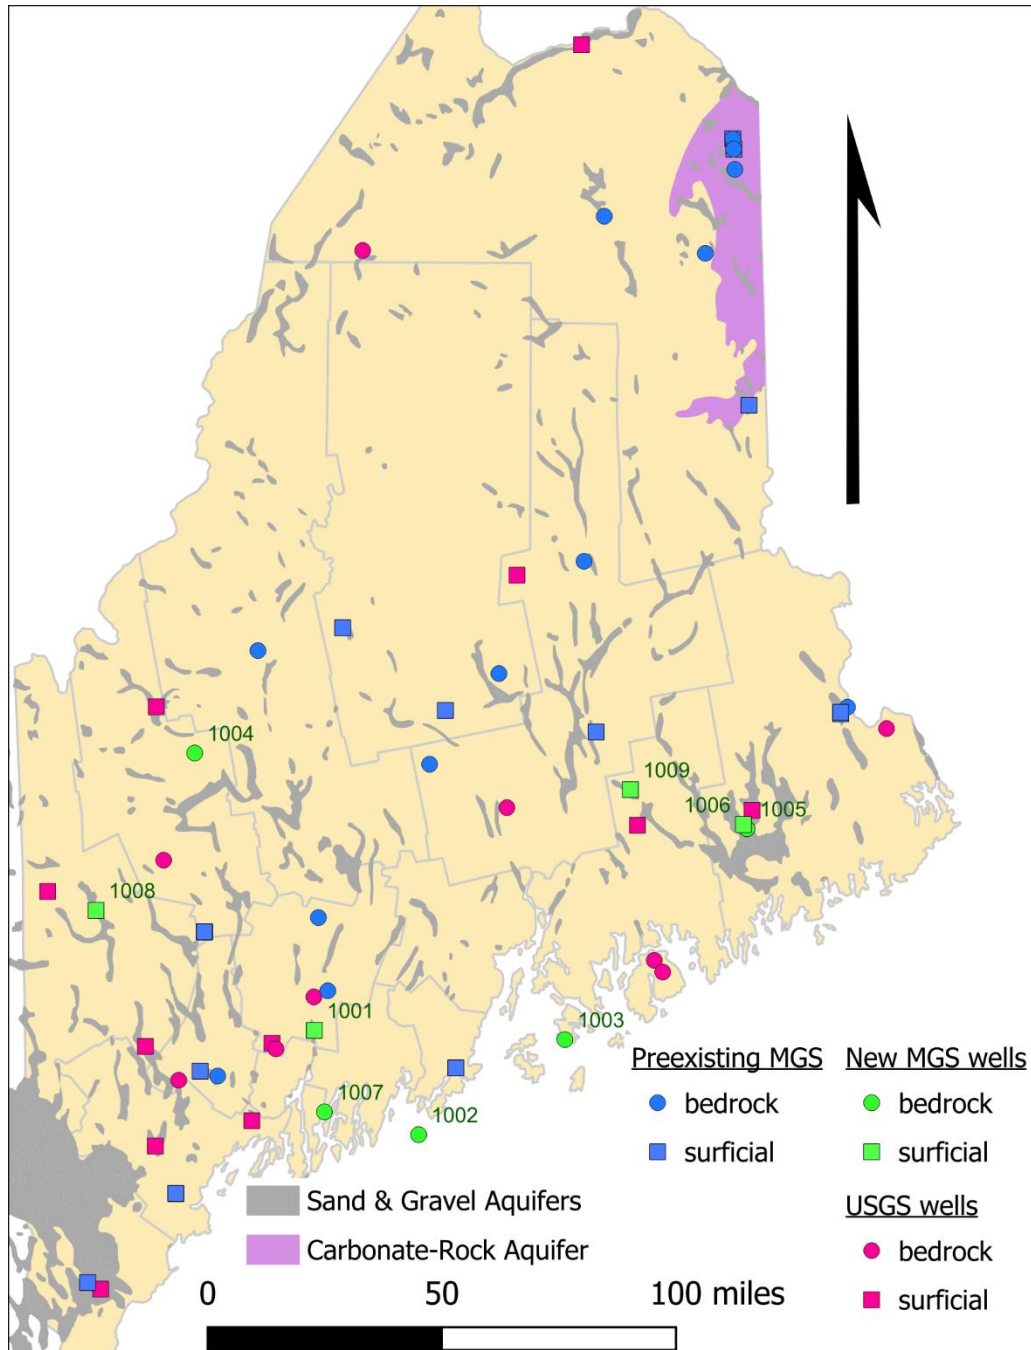 1004
1009
1006
1005
1008
1001
1003
1007
1002
Preexisting MGS
bedrock
surficial
New MGS wells
bedrock
surficial
USGS wells
bedrock
surficial
Sand & Gravel Aquifers
Carbonate-Rock Aquifer
0 50 100 miles